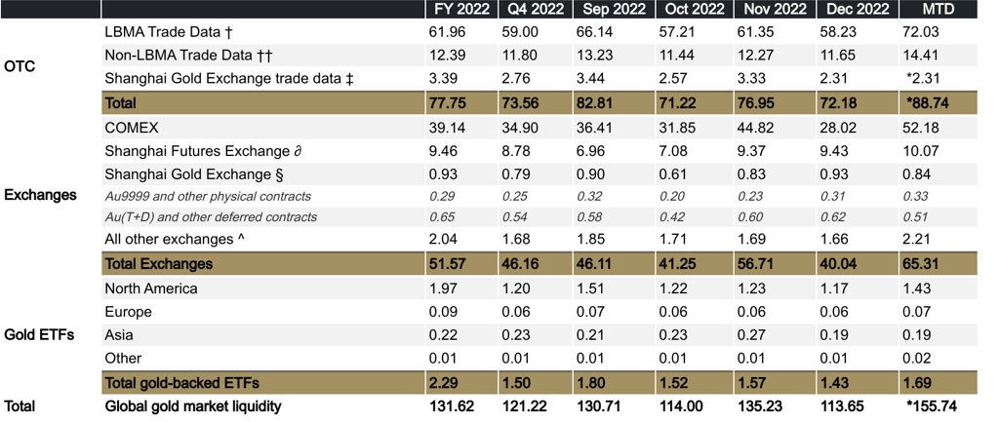 FY 2022 Q4 2022 Sep 2022 Oct 2022 Nov 2022 Dec 2022 MTD
OTC
LBMA Trade Data † 61.96 59.00 66.14 57.21 61.35 58.23 72.03
Non-LBMA Trade Data †† 12.39 11.80 13.23 11.44 12.27 11.65 14.41
Shanghai Gold Exchange trade data ‡ 3.39 2.76 3.44 2.57 3.33 2.31 *2.31
Total 77.75 73.56 82.81 71.22 76.95 72.18 *88.74
Exchanges
COMEX 39.14 34.90 36.41 31.85 44.82 28.02 52.18
Shanghai Futures Exchange ∂ 9.46 8.78 6.96 7.08 9.37 9.43 10.07
Shanghai Gold Exchange § 0.93 0.79 0.90 0.61 0.83 0.93 0.84
Au9999 and other physical contracts 0.29 0.25 0.32 0.20 0.23 0.31 0.33
Au(T+D) and other deferred contracts 0.65 0.54 0.58 0.42 0.60 0.62 0.51
All other exchanges ^ 2.04 1.68 1.85 1.71 1.69 1.66 2.21
Total Exchanges 51.57 46.16 46.11 41.25 56.71 40.04 65.31
Gold ETFs
North America 1.97 1.20 1.51 1.22 1.23 1.17 1.43
Europe 0.09 0.06 0.07 0.06 0.06 0.06 0.07
Asia 0.22 0.23 0.21 0.23 0.27 0.19 0.19
Other 0.01 0.01 0.01 0.01 0.01 0.01 0.02
Total gold-backed ETFs 2.29 1.50 1.80 1.52 1.57 1.43 1.69
Total Global gold market liquidity 131.62 121.22 130.71 114.00 135.23 113.65 *155.74